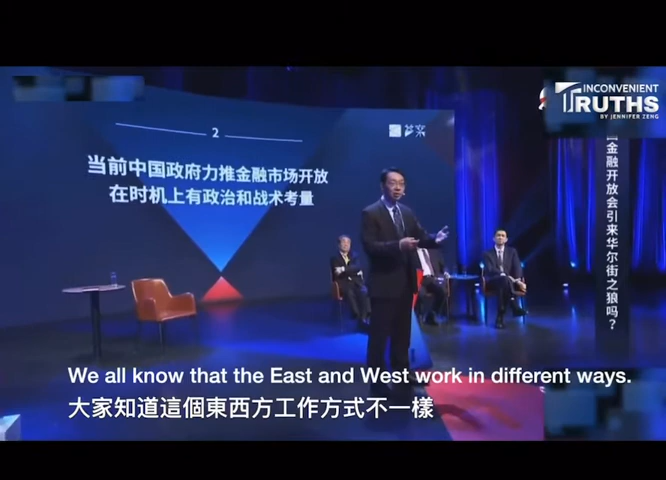 INCONVENIENT
TRUTHS
BY JENNIFER ZENG
2
当前中国政府力推金融市场开放
在时机上有政治和战术考量
金融开放会引来华尔街之狼吗？
We all know that the East and West work in different ways.
大家知道這個東西方工作方式不一樣